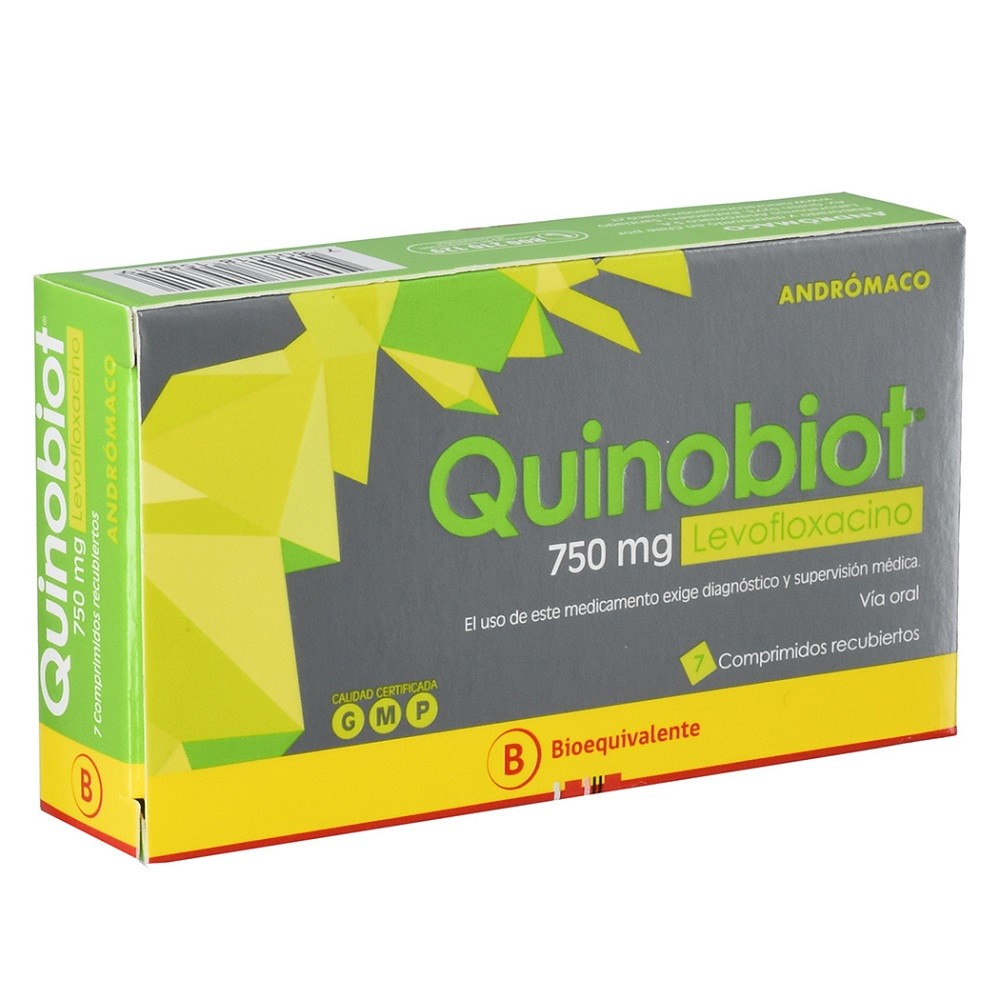 ANDRÓMACO
Quinobiot®
750 mg Levofloxacino
El uso de este medicamento exige diagnóstico y supervisión médica.
Vía oral
7 Comprimidos recubiertos
CALIDAD CERTIFICADA
G M P
B Bioequivalente
Quinobiot®
750 mg Levofloxacino
7 comprimidos recubiertos
ANDRÓMACO
B
ANDRÓMACO